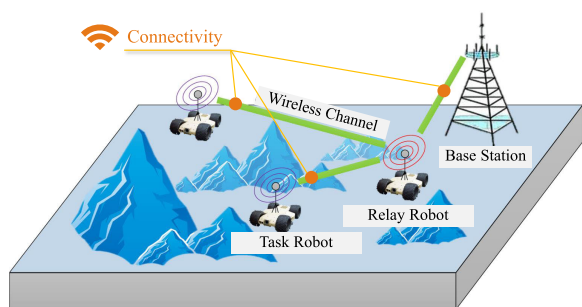 Connectivity
Wireless Channel
Base Station
Relay Robot
Task Robot